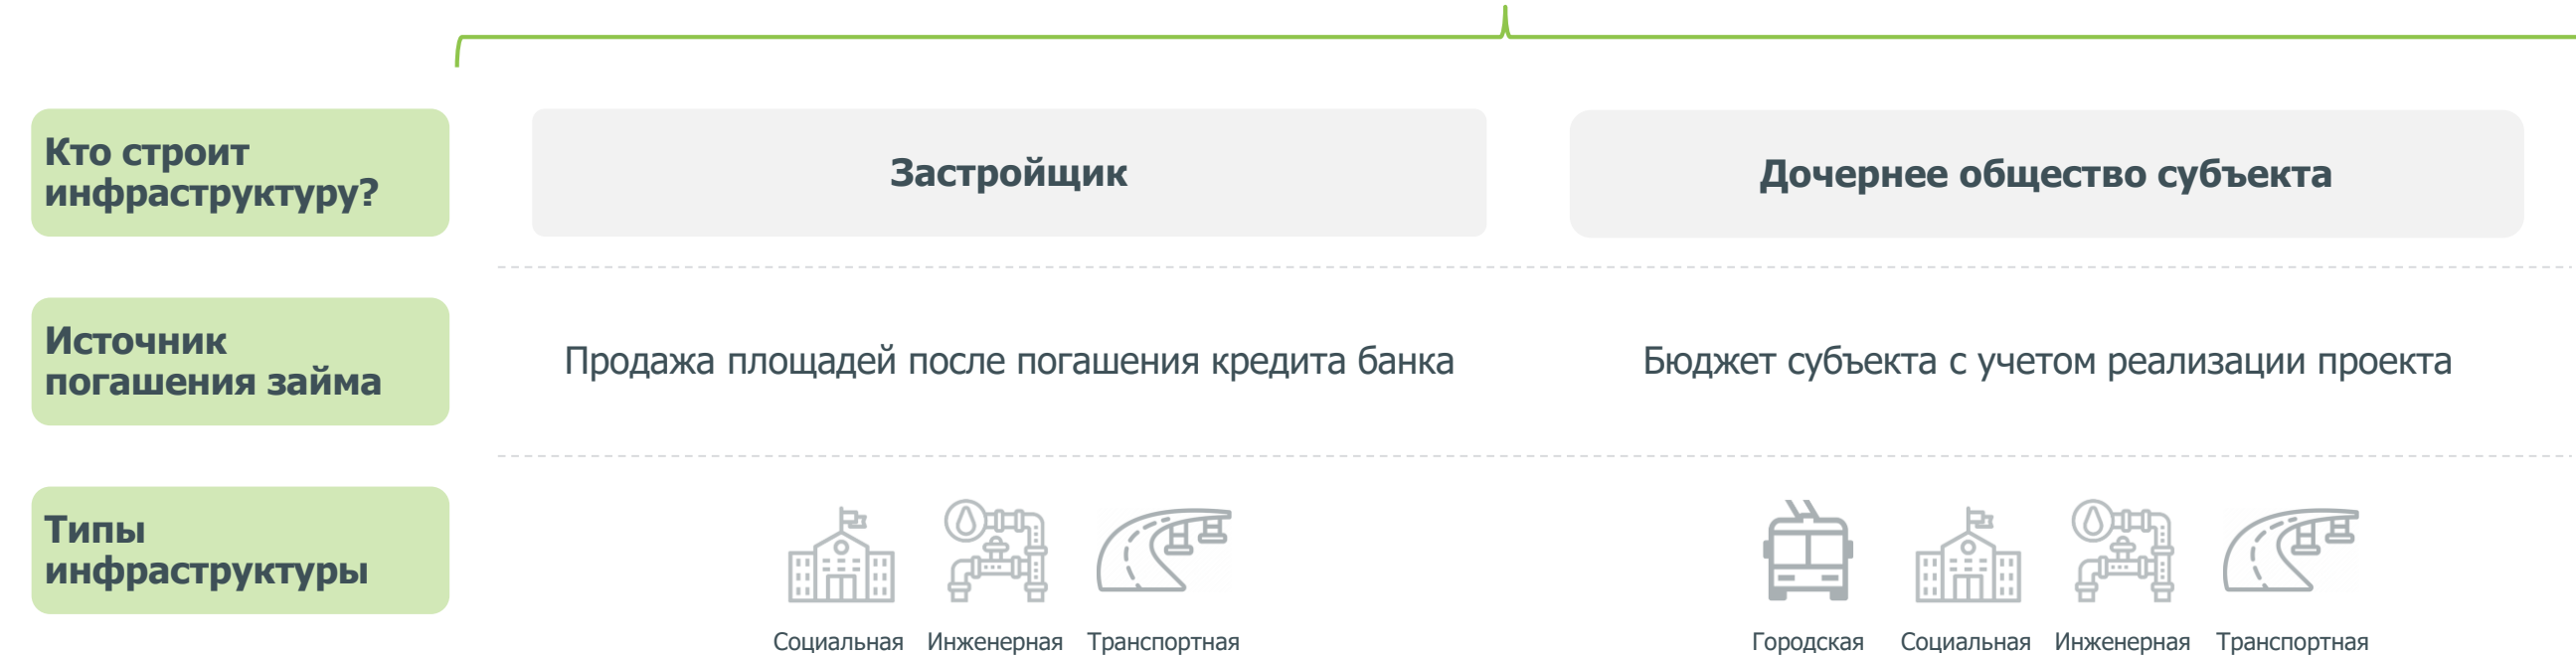 Кто строит
инфраструктуру?
Застройщик
Дочернее общество субъекта
Источник
погашения займа
Продажа площадей после погашения кредита банка
Бюджет субъекта с учетом реализации проекта
Типы
инфраструктуры
Социальная Инженерная Транспортная
Городская Социальная Инженерная Транспортная